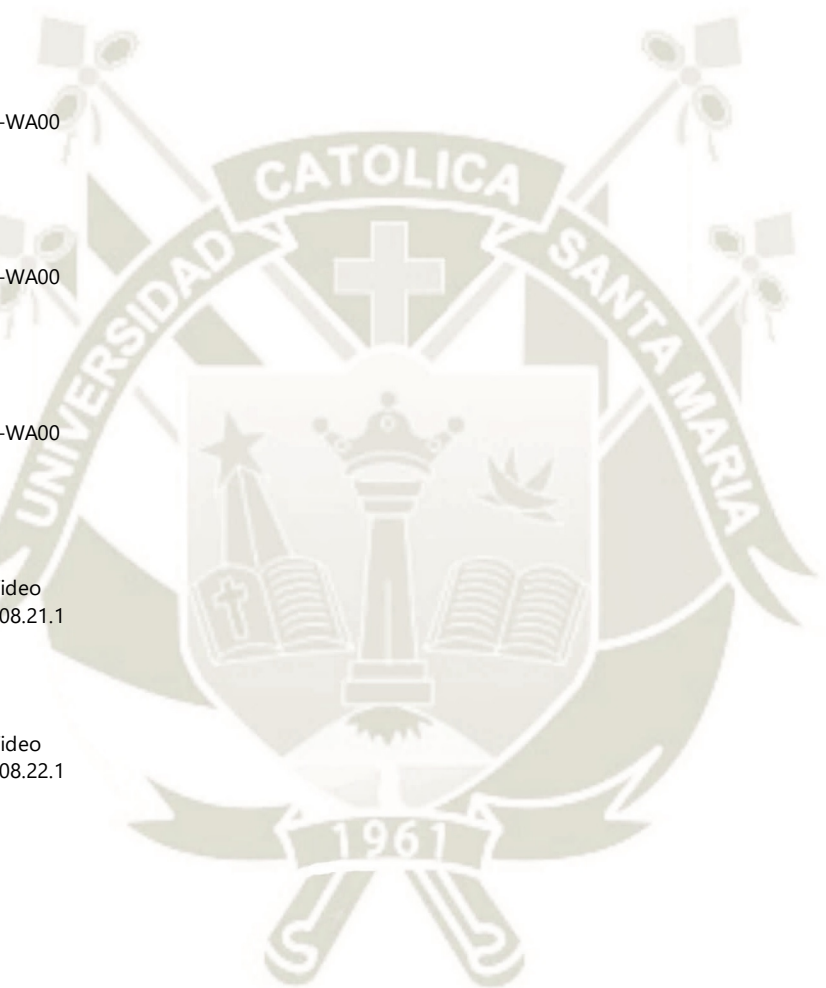 -WA00
CATOLICA
-WA00
UNIVERSIDAD
SANTA MARIA
-WA00
ideo
08.21.1
ideo
08.22.1
1961